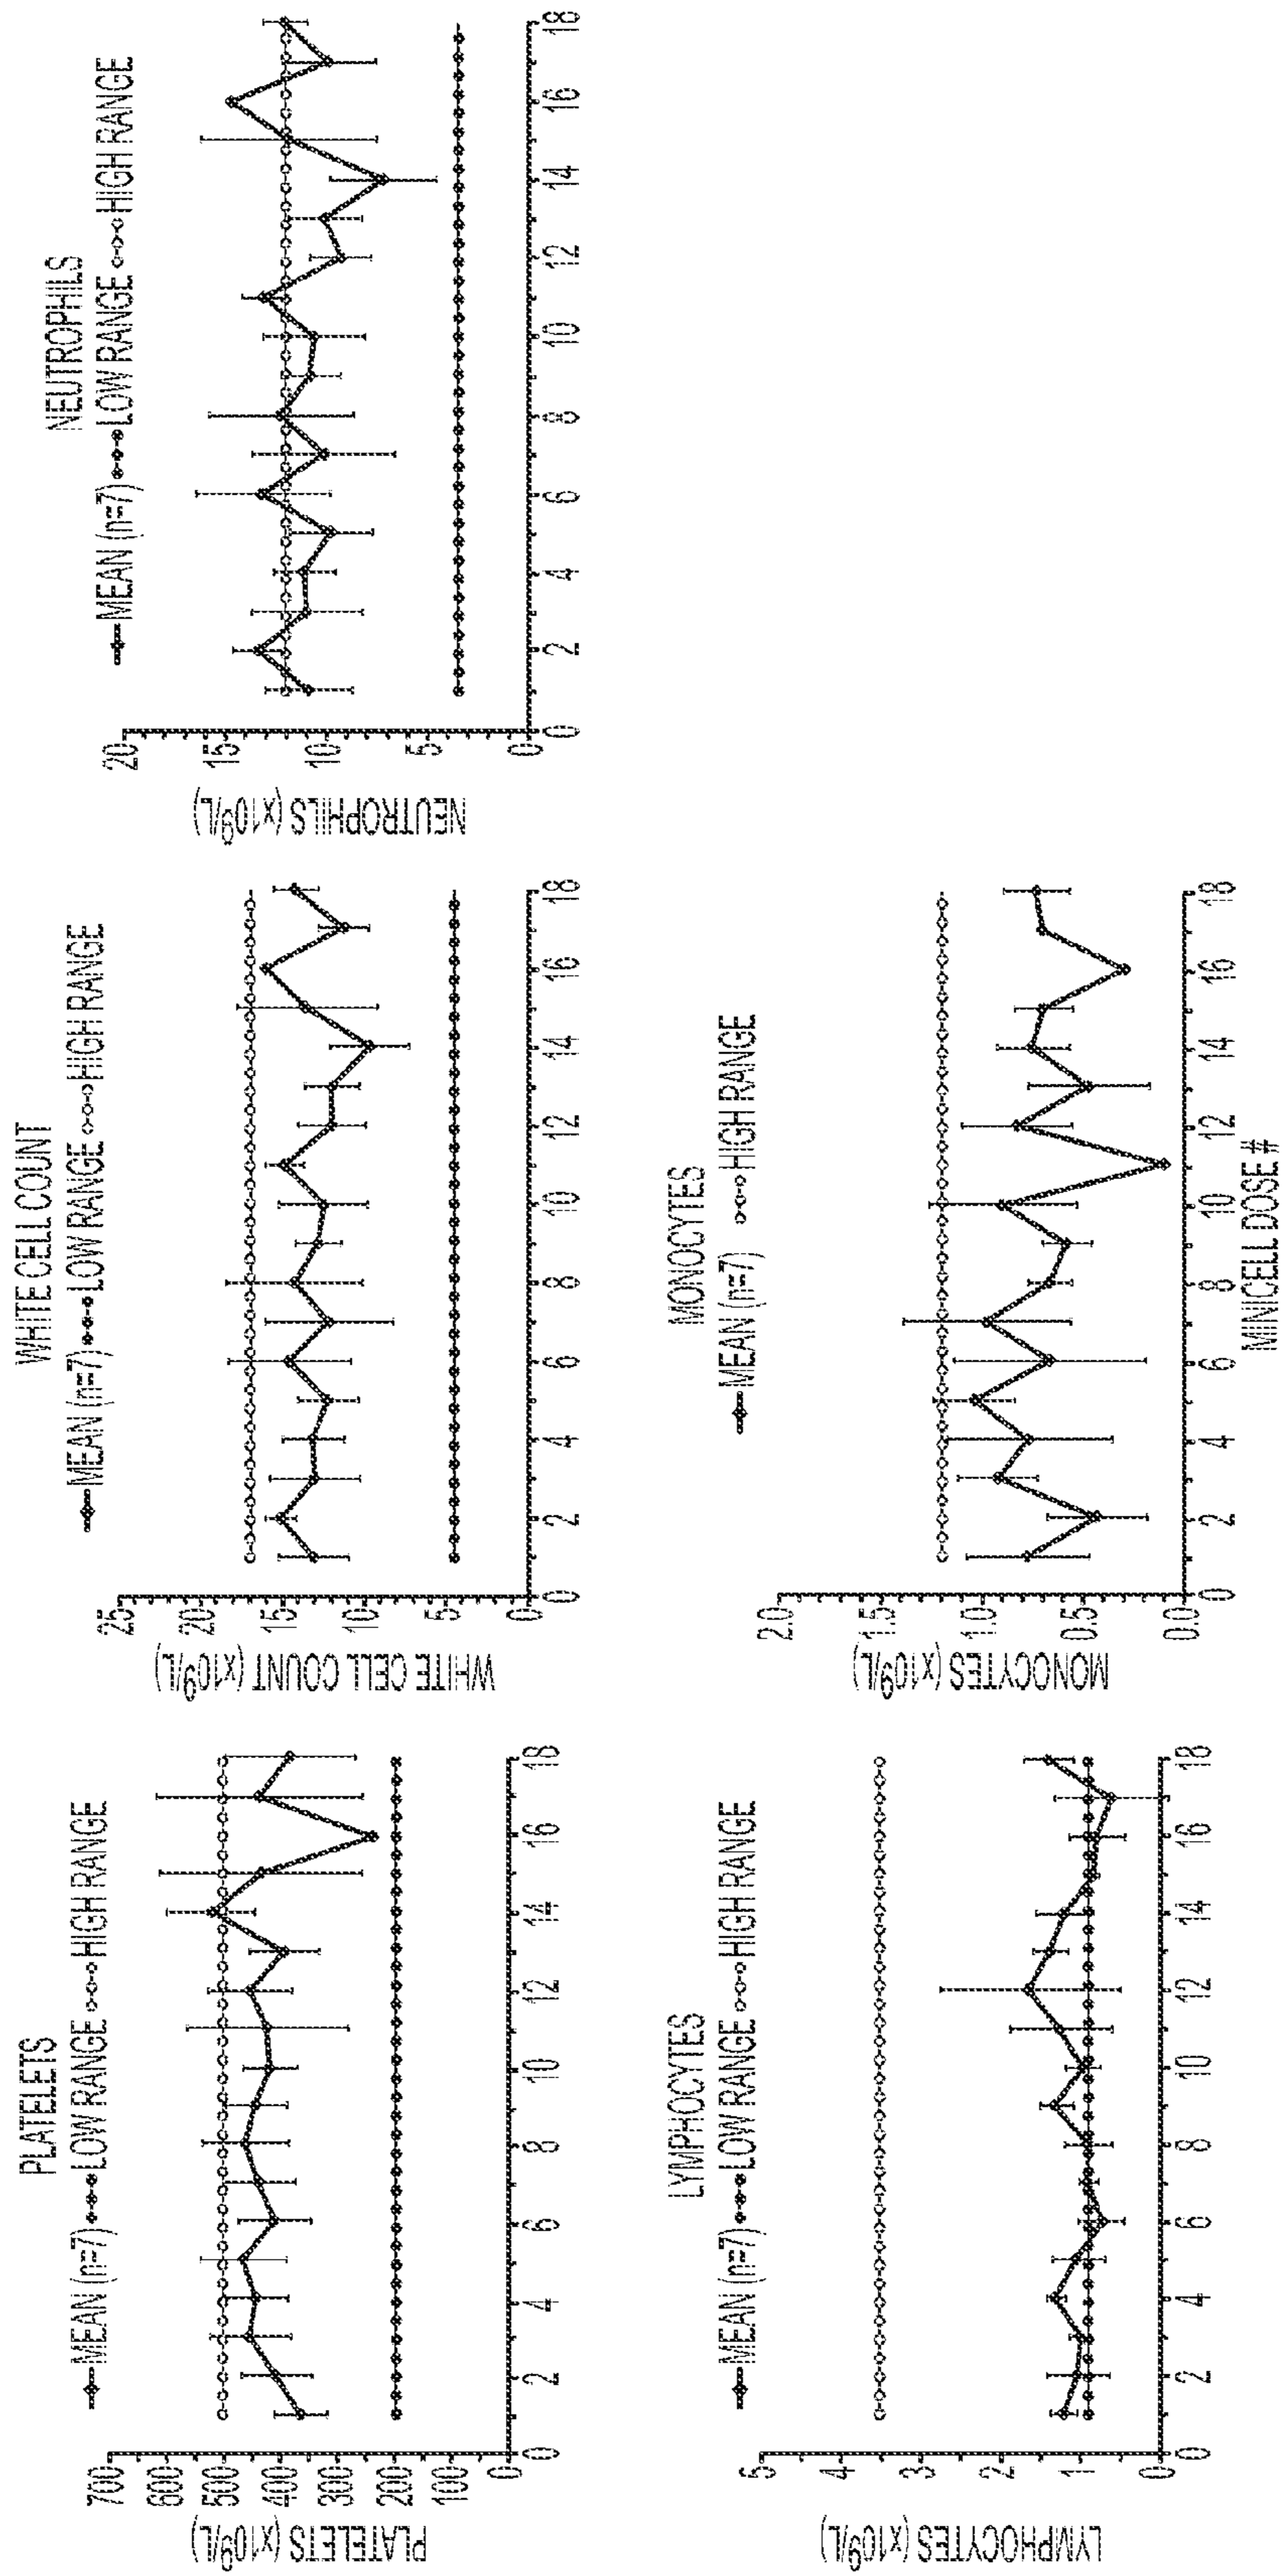 PLATELETS
MEAN (n=7) LOW RANGE HIGH RANGE
PLATELETS (x10⁹/L)
700 600 500 400 300 200 100 0
0 2 4 6 8 10 12 14 16 18
WHITE CELL COUNT
MEAN (n=7) LOW RANGE HIGH RANGE
WHITE CELL COUNT (x10⁹/L)
25 20 15 10 5 0
0 2 4 6 8 10 12 14 16 18
NEUTROPHILS
MEAN (n=7) LOW RANGE HIGH RANGE
NEUTROPHILS (x10⁹/L)
20 15 10 5 0
0 2 4 6 8 10 12 14 16 18
LYMPHOCYTES
MEAN (n=7) LOW RANGE HIGH RANGE
LYMPHOCYTES (x10⁹/L)
5 3 2 1 0
0 2 4 6 8 10 12 14 16 18
MONOCYTES
MEAN (n=7) HIGH RANGE
MONOCYTES (x10⁹/L)
2.0 1.5 1.0 0.5 0.0
0 2 4 6 8 10 12 14 16 18
MINICELL DOSE #